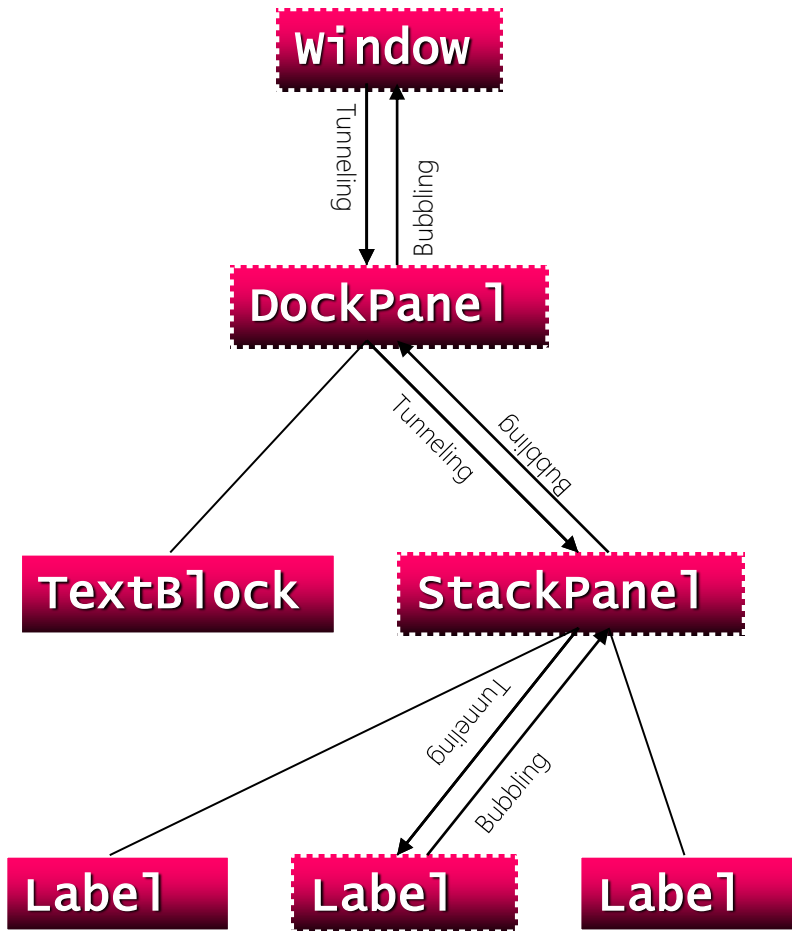 Window
Tunneling
Bubbling
DockPanel
Tunneling
Bubbling
TextBlock
StackPanel
Tunneling
Bubbling
Label
Label
Label